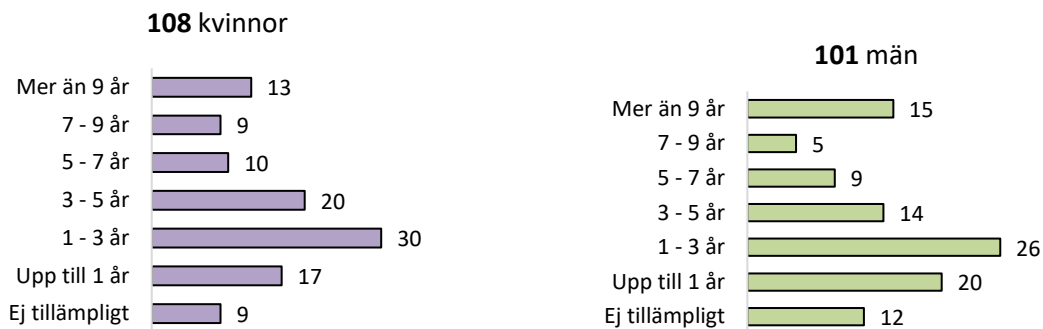 108 kvinnor
Mer än 9 år 13
7 - 9 år 9
5 - 7 år 10
3 - 5 år 20
1 - 3 år 30
Upp till 1 år 17
Ej tillämpligt 9
101 män
Mer än 9 år 15
7 - 9 år 5
5 - 7 år 9
3 - 5 år 14
1 - 3 år 26
Upp till 1 år 20
Ej tillämpligt 12